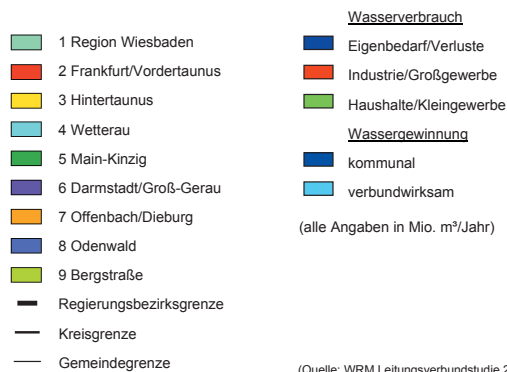 1 Region Wiesbaden
2 Frankfurt/Vordertaunus
3 Hintertaunus
4 Wetterau
5 Main-Kinzig
6 Darmstadt/Groß-Gerau
7 Offenbach/Dieburg
8 Odenwald
9 Bergstraße
Regierungsbezirksgrenze
Kreisgrenze
Gemeindegrenze
Wasserverbrauch
Eigenbedarf/Verluste
Industrie/Großgewerbe
Haushalte/Kleingewerbe
Wassergewinnung
kommunal
verbundwirksam
(alle Angaben in Mio. m³/Jahr)
(Quelle: WRM Leitungsverbundstudie 2